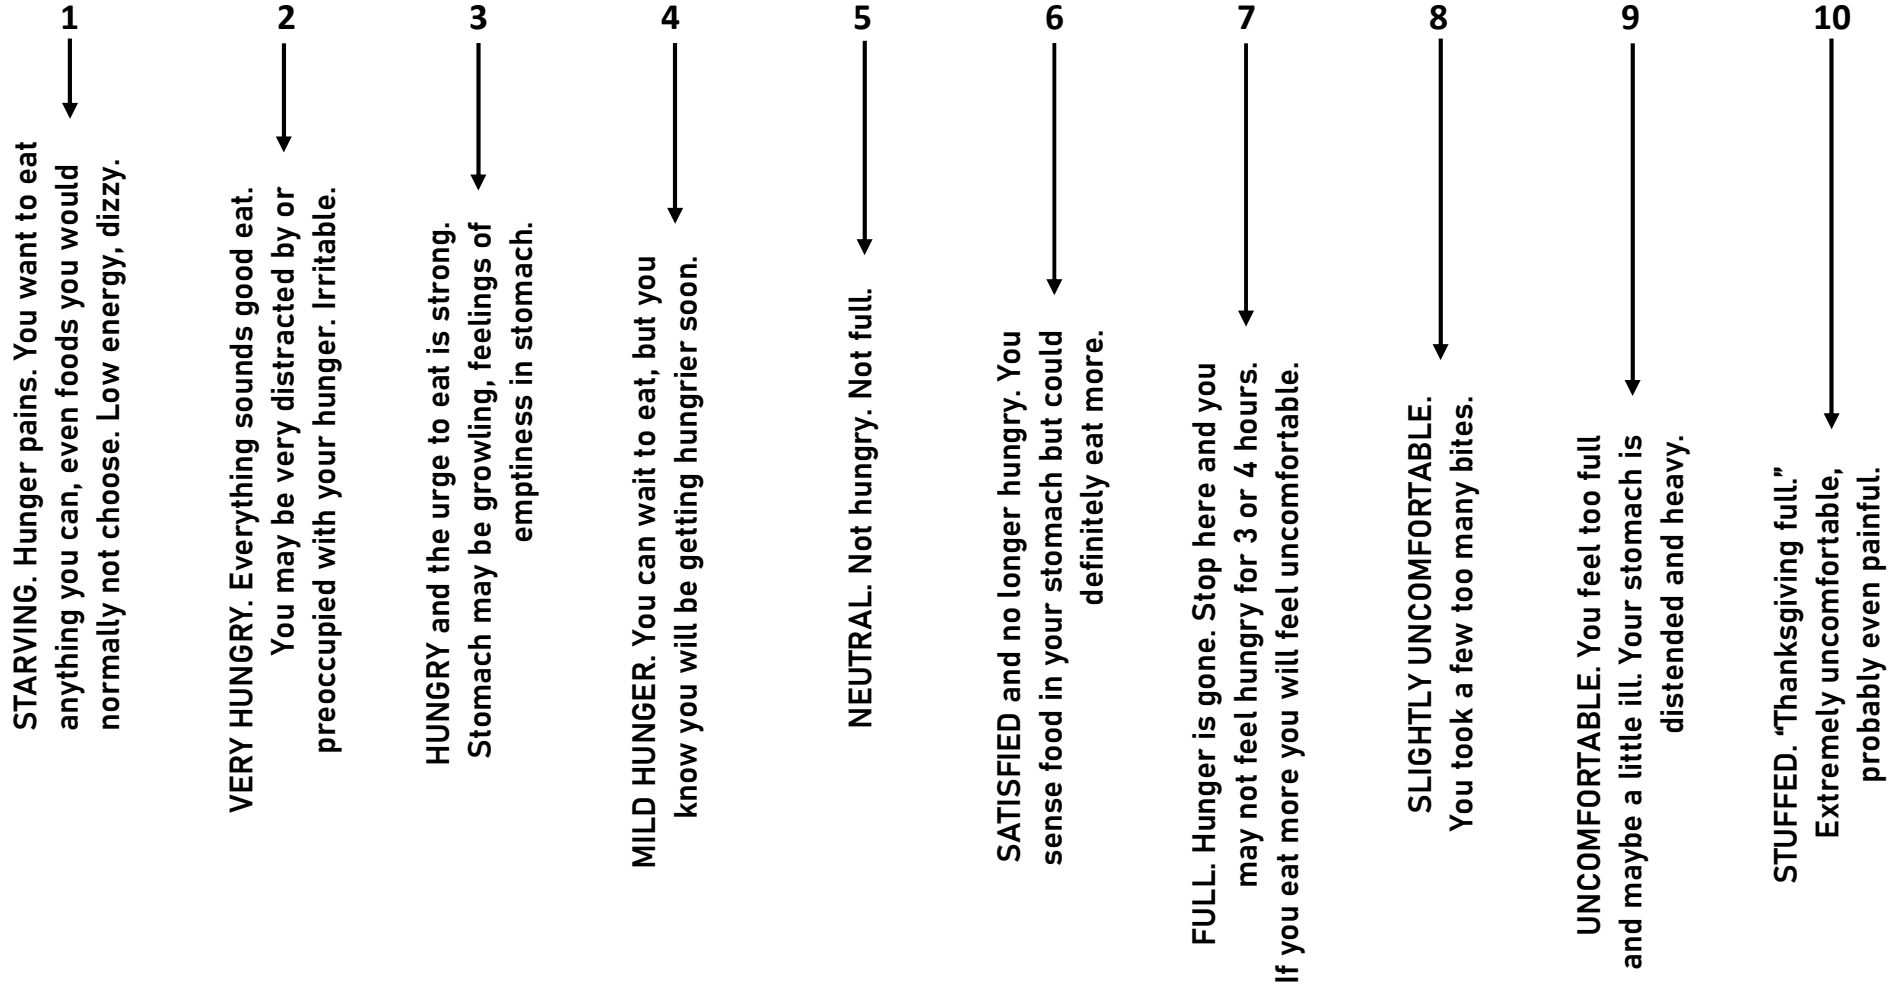 1
STARVING. Hunger pains. You want to eat
anything you can, even foods you would
normally not choose. Low energy, dizzy.
2
VERY HUNGRY. Everything sounds good eat.
You may be very distracted by or
preoccupied with your hunger. Irritable.
3
HUNGRY and the urge to eat is strong.
Stomach may be growling, feelings of
emptiness in stomach.
4
MILD HUNGER. You can wait to eat, but you
know you will be getting hungrier soon.
5
NEUTRAL. Not hungry. Not full.
6
SATISFIED and no longer hungry. You
sense food in your stomach but could
definitely eat more.
7
FULL. Hunger is gone. Stop here and you
may not feel hungry for 3 or 4 hours.
If you eat more you will feel uncomfortable.
8
SLIGHTLY UNCOMFORTABLE.
You took a few too many bites.
9
UNCOMFORTABLE. You feel too full
and maybe a little ill. Your stomach is
distended and heavy.
10
STUFFED. “Thanksgiving full.”
Extremely uncomfortable,
probably even painful.